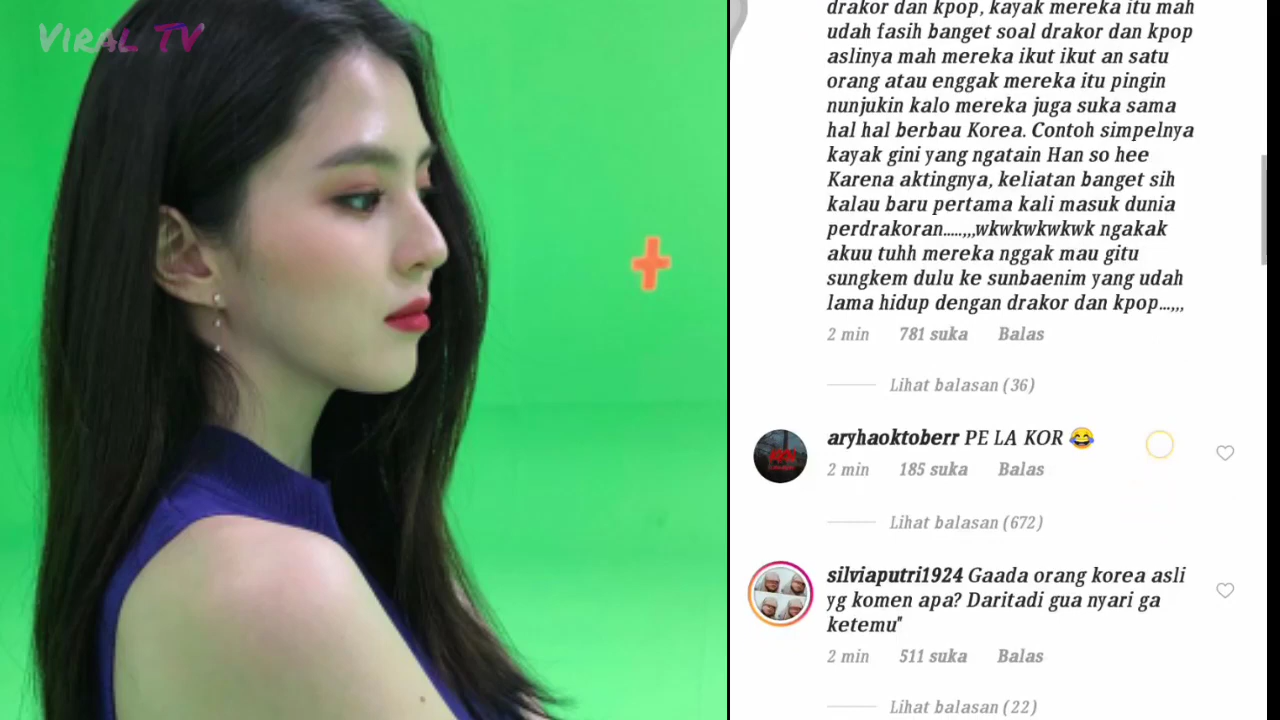 VIRAL TV
drakor dan kpop, kayak mereka itu mah
udah fasih banget soal drakor dan kpop
aslinya mah mereka ikut ikut an satu
orang atau enggak mereka itu pingin
nunjukin kalo mereka juga suka sama
hal hal berbau Korea. Contoh simpelnya
kayak gini yang ngatain Han so hee
Karena aktingnya, keliatan banget sih
kalau baru pertama kali masuk dunia
perdrakoran.....,,,wkwkwkwkwk ngakak
akuu tuhh mereka nggak mau gitu
sungkem dulu ke sunbaenim yang udah
lama hidup dengan drakor dan kpop...,,,
2 min 781 suka Balas
Lihat balasan (36)
aryhaoktoberr PE LA KOR 😂
2 min 185 suka Balas
Lihat balasan (672)
silviaputri1924 Gaada orang korea asli
yg komen apa? Daritadi gua nyari ga
ketemu"
2 min 511 suka Balas
Lihat balasan (22)